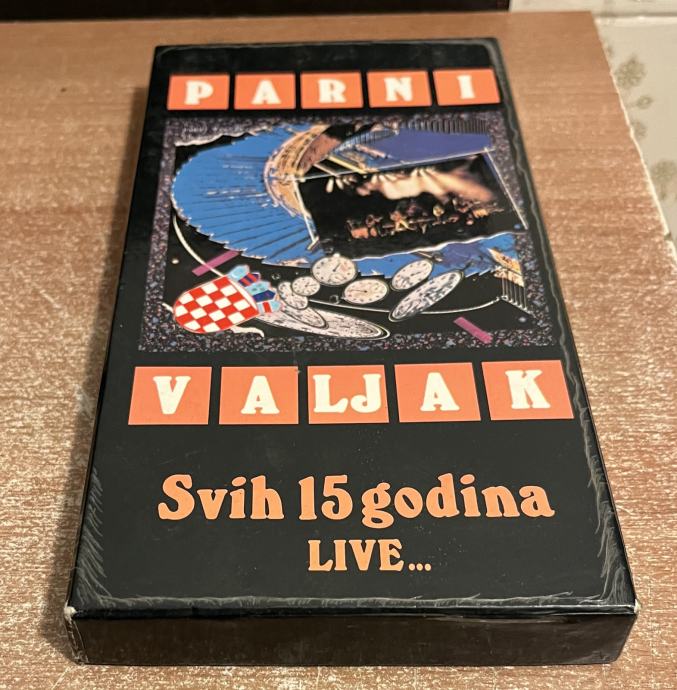 PARNI
VALJAK
Svih 15 godina
LIVE...